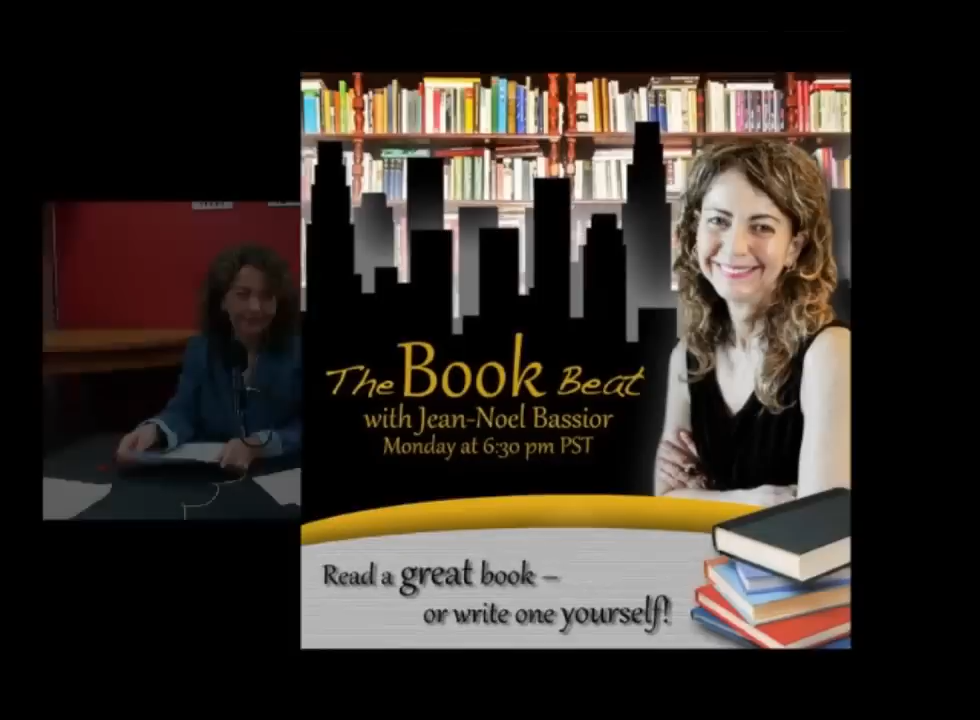 The Book Beat
with Jean-Noel Bassior
Monday at 6:30 pm PST
Read a great book –
or write one yourself!